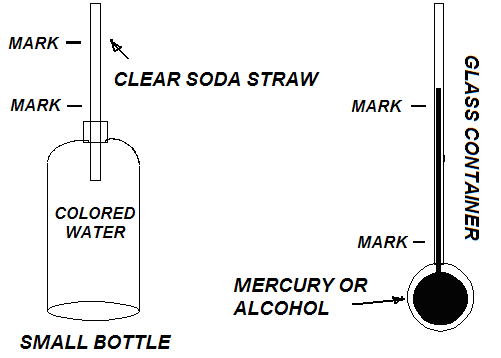 MARK
CLEAR SODA STRAW
MARK
COLORED
WATER
SMALL BOTTLE
GLASS CONTAINER
MARK
MARK
MERCURY OR
ALCOHOL